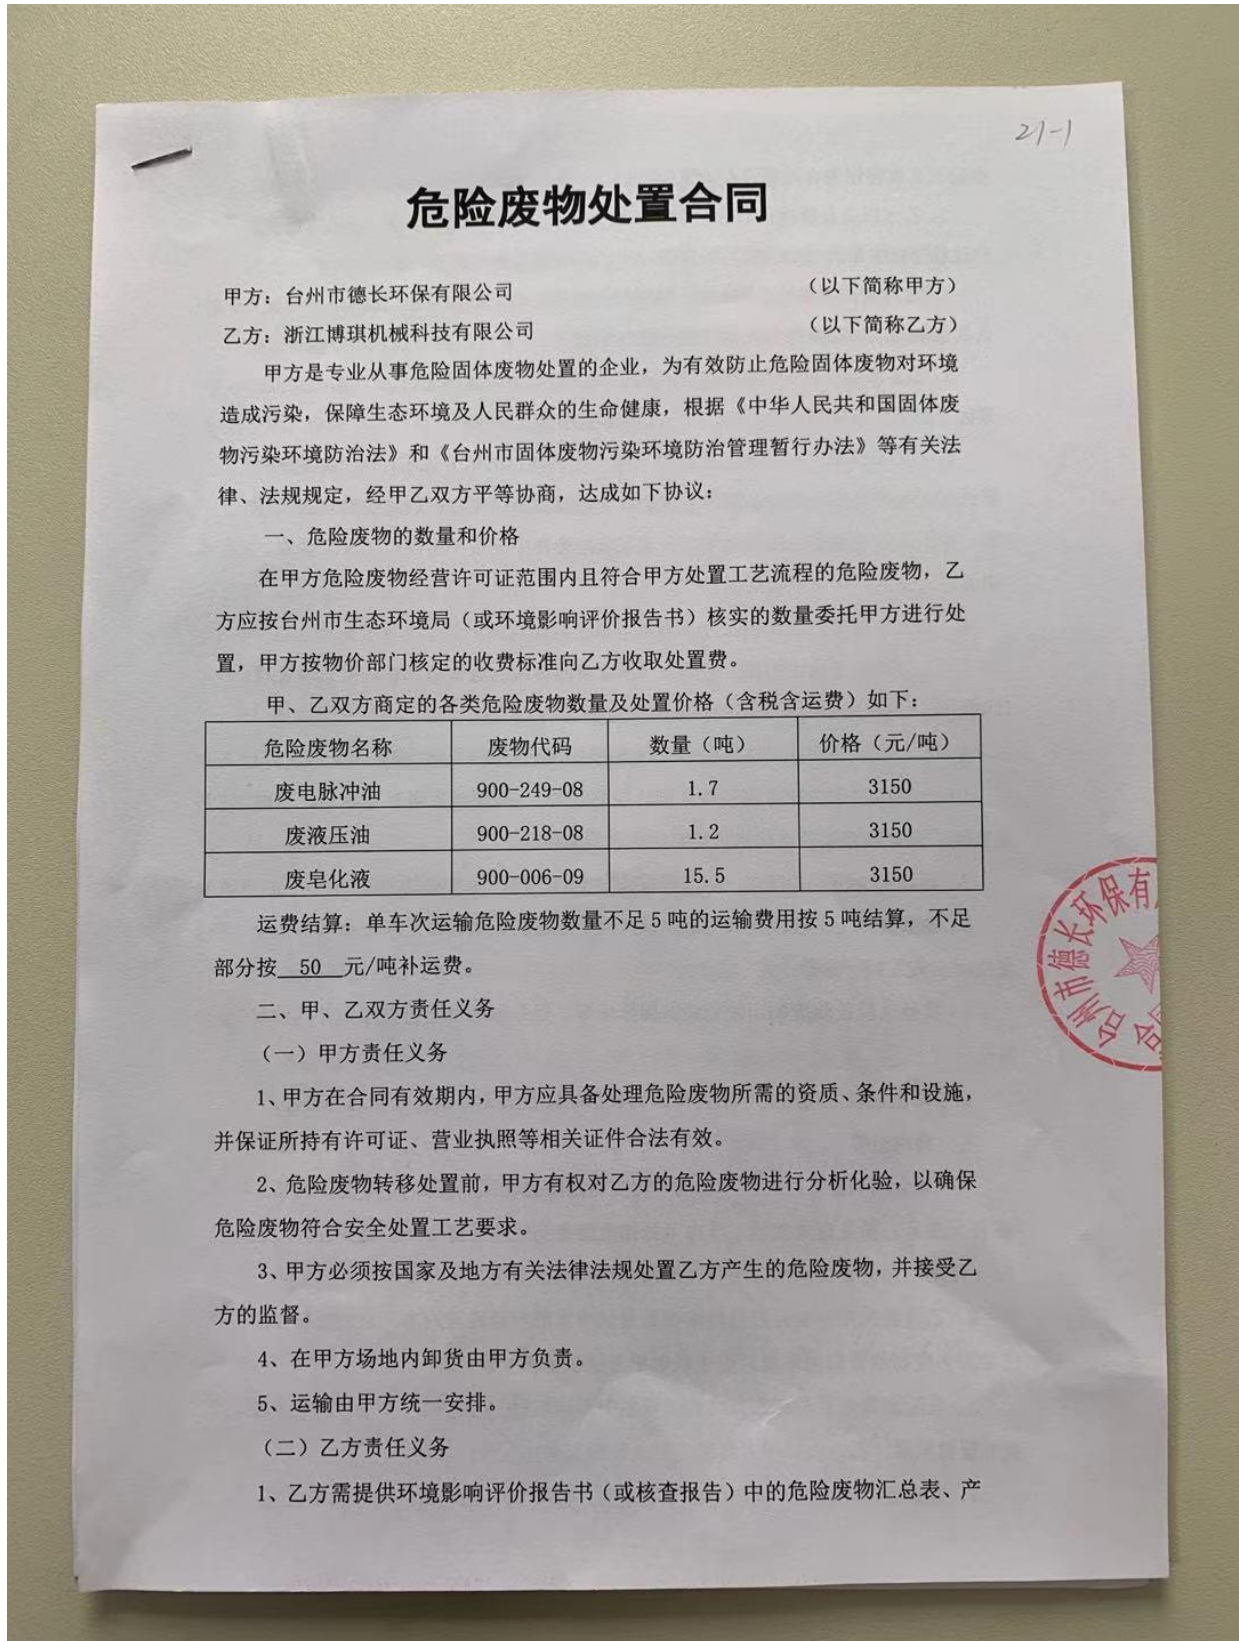 21-1
危险废物处置合同
甲方：台州市德长环保有限公司 （以下简称甲方）
乙方：浙江博琪机械科技有限公司 （以下简称乙方）
甲方是专业从事危险固体废物处置的企业，为有效防止危险固体废物对环境
造成污染，保障生态环境及人民群众的生命健康，根据《中华人民共和国固体废
物污染环境防治法》和《台州市固体废物污染环境防治管理暂行办法》等有关法
律、法规规定，经甲乙双方平等协商，达成如下协议：
一、危险废物的数量和价格
在甲方危险废物经营许可证范围内且符合甲方处置工艺流程的危险废物，乙
方应按台州市生态环境局（或环境影响评价报告书）核实的数量委托甲方进行处
置，甲方按物价部门核定的收费标准向乙方收取处置费。
甲、乙双方商定的各类危险废物数量及处置价格（含税含运费）如下：
危险废物名称 废物代码 数量（吨） 价格（元/吨）
废电脉冲油 900-249-08 1.7 3150
废液压油 900-218-08 1.2 3150
废皂化液 900-006-09 15.5 3150
运费结算：单车次运输危险废物数量不足 5 吨的运输费用按 5 吨结算，不足
部分按 50 元/吨补运费。
二、甲、乙双方责任义务
（一）甲方责任义务
1、甲方在合同有效期内，甲方应具备处理危险废物所需的资质、条件和设施，
并保证所持有许可证、营业执照等相关证件合法有效。
2、危险废物转移处置前，甲方有权对乙方的危险废物进行分析化验，以确保
危险废物符合安全处置工艺要求。
3、甲方必须按国家及地方有关法律法规处置乙方产生的危险废物，并接受乙
方的监督。
4、在甲方场地内卸货由甲方负责。
5、运输由甲方统一安排。
（二）乙方责任义务
1、乙方需提供环境影响评价报告书（或核查报告）中的危险废物汇总表、产
台州市德长环保有
合